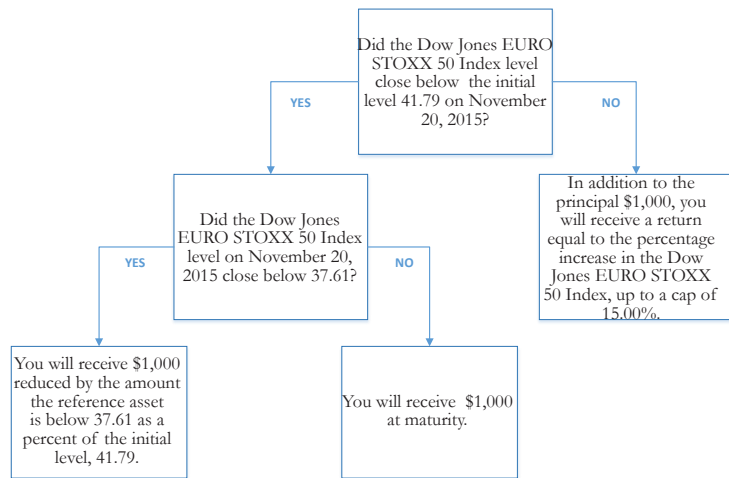 Did the Dow Jones EURO
STOXX 50 Index level
close below the initial
level 41.79 on November
20, 2015?
YES
NO
Did the Dow Jones
EURO STOXX 50 Index
level on November 20,
2015 close below 37.61?
In addition to the
principal $1,000, you
will receive a return
equal to the percentage
increase in the Dow
Jones EURO STOXX
50 Index, up to a cap of
15.00%.
YES
NO
You will receive $1,000
reduced by the amount
the reference asset
is below 37.61 as a
percent of the initial
level, 41.79.
You will receive $1,000
at maturity.